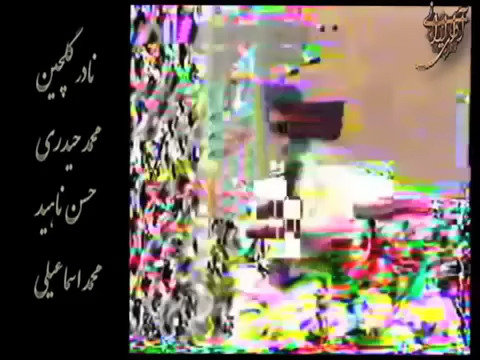 نادر گلچین
محمد حیدری
حسن ناهید
محمد اسماعیلی